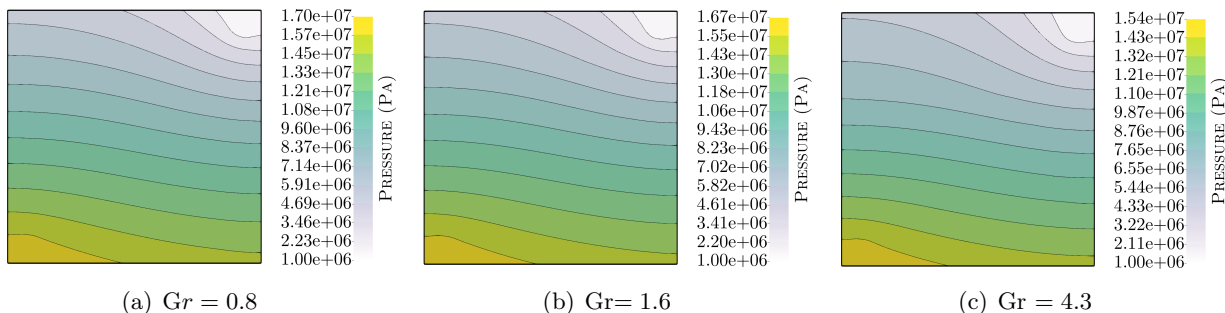 1.70e+07
1.57e+07
1.45e+07
1.33e+07
1.21e+07
1.08e+07
9.60e+06
8.37e+06
7.14e+06
5.91e+06
4.69e+06
3.46e+06
2.23e+06
1.00e+06
Pressure (Pa)
1.67e+07
1.55e+07
1.42e+07
1.30e+07
1.18e+07
1.06e+07
9.43e+06
8.23e+06
7.02e+06
5.82e+06
4.61e+06
3.41e+06
2.20e+06
1.00e+06
Pressure (Pa)
1.54e+07
1.43e+07
1.32e+07
1.21e+07
1.10e+07
9.87e+06
8.76e+06
7.65e+06
6.55e+06
5.44e+06
4.33e+06
3.22e+06
2.11e+06
1.00e+06
Pressure (Pa)
(a) Gr = 0.8
(b) Gr= 1.6
(c) Gr = 4.3